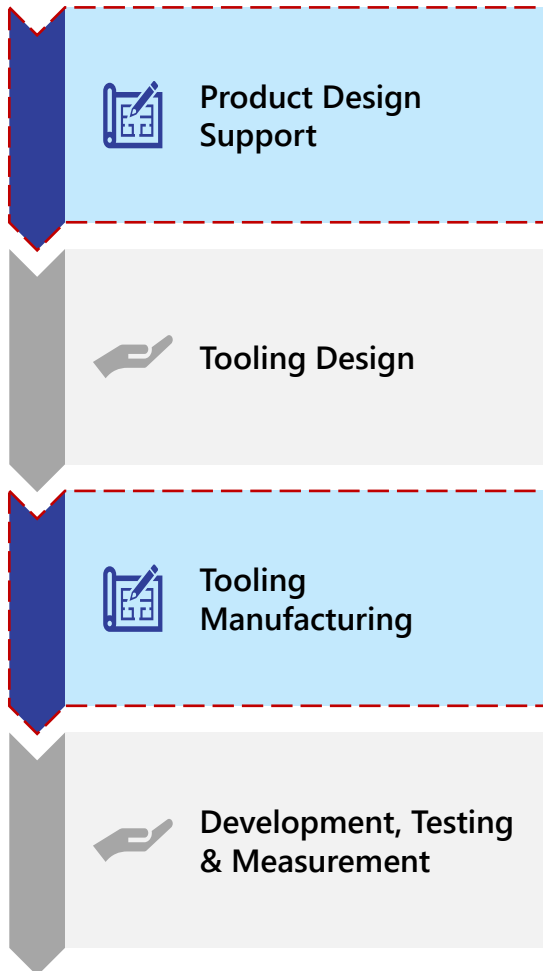 Product Design
Support
Tooling Design
Tooling
Manufacturing
Development, Testing
& Measurement